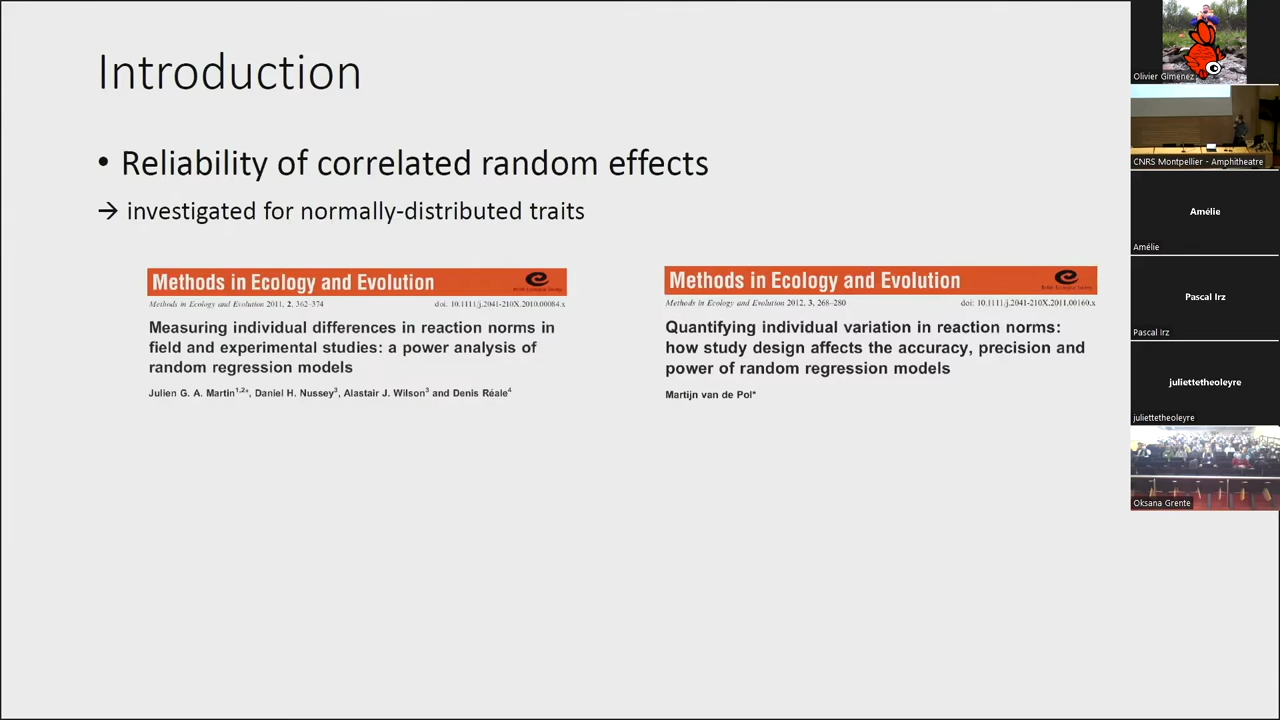 Introduction
• Reliability of correlated random effects
→ investigated for normally-distributed traits
Methods in Ecology and Evolution
Methods in Ecology and Evolution 2011, 2, 362–374
doi: 10.1111/j.2041-210X.2010.00084.x
Measuring individual differences in reaction norms in
field and experimental studies: a power analysis of
random regression models
Julien G. A. Martin1,2*, Daniel H. Nussey3, Alastair J. Wilson3 and Denis Réale4
Methods in Ecology and Evolution
Methods in Ecology and Evolution 2012, 3, 268–280
doi: 10.1111/j.2041-210X.2011.00160.x
Quantifying individual variation in reaction norms:
how study design affects the accuracy, precision and
power of random regression models
Martijn van de Pol*
Olivier Gimenez
CNRS Montpellier - Amphitheatre
Amélie
Amélie
Pascal Irz
Pascal Irz
juliettetheoleyre
juliettetheoleyre
Oksana Grente